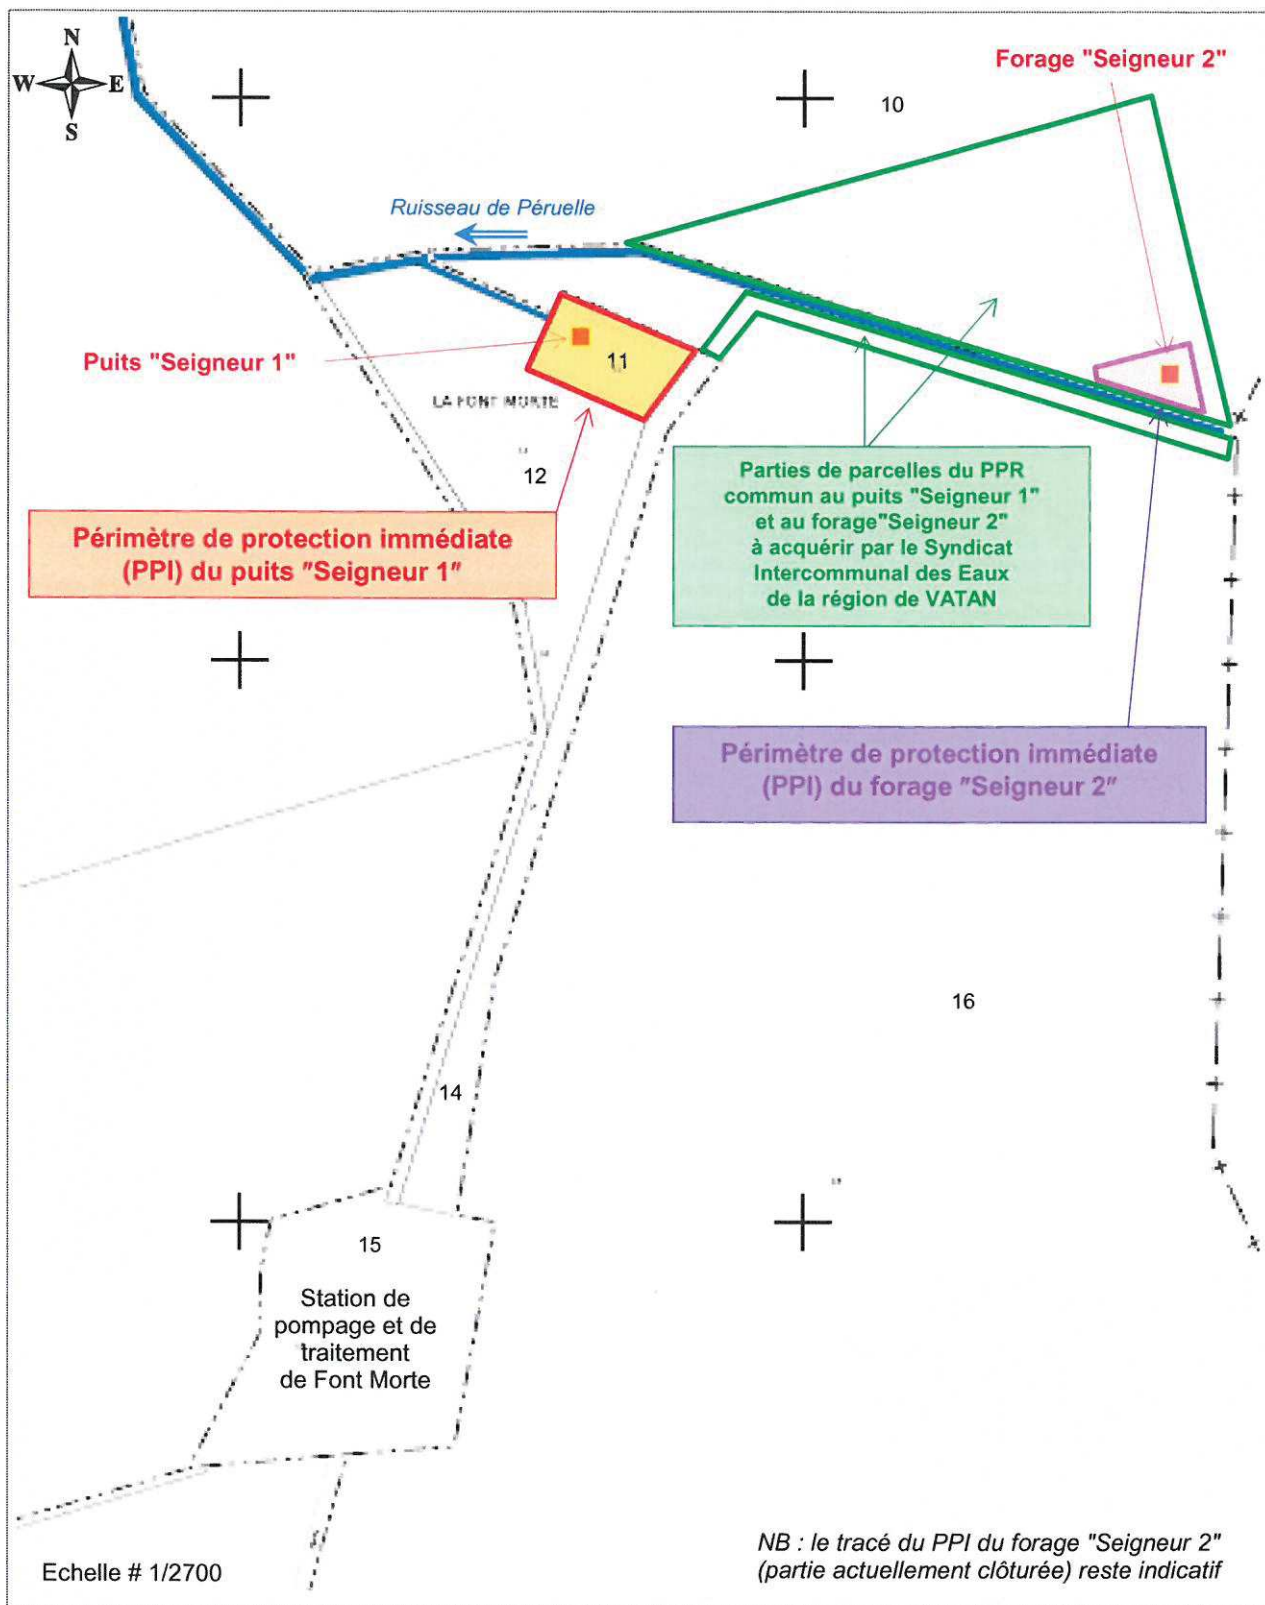 N
W E
S
Forage "Seigneur 2"
10
Ruisseau de Péruelle
Puits "Seigneur 1"
11
LA FONT MORTE
12
Parties de parcelles du PPR
commun au puits "Seigneur 1"
et au forage"Seigneur 2"
à acquérir par le Syndicat
Intercommunal des Eaux
de la région de VATAN
Périmètre de protection immédiate
(PPI) du puits "Seigneur 1"
Périmètre de protection immédiate
(PPI) du forage "Seigneur 2"
16
14
15
Station de
pompage et de
traitement
de Font Morte
Echelle # 1/2700
NB : le tracé du PPI du forage "Seigneur 2"
(partie actuellement clôturée) reste indicatif